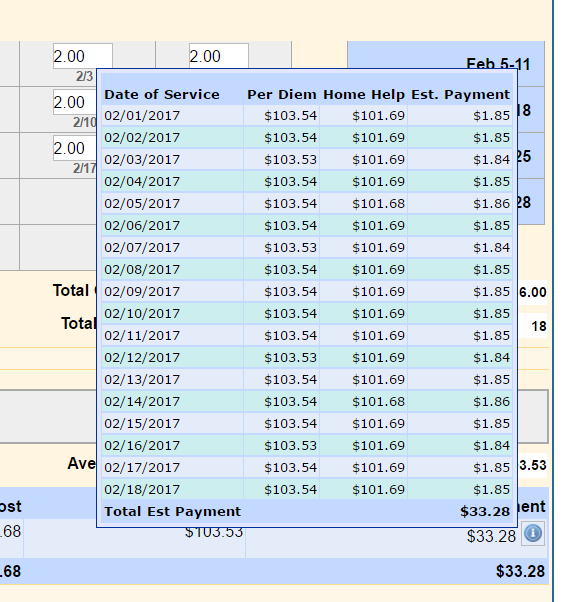 2.00 2.00
2/3
Feb 5-11
2.00
2/10
18
2.00
2/17
25
28
Date of Service Per Diem Home Help Est. Payment
02/01/2017 $103.54 $101.69 $1.85
02/02/2017 $103.54 $101.69 $1.85
02/03/2017 $103.53 $101.69 $1.84
02/04/2017 $103.54 $101.69 $1.85
02/05/2017 $103.54 $101.68 $1.86
02/06/2017 $103.54 $101.69 $1.85
02/07/2017 $103.53 $101.69 $1.84
02/08/2017 $103.54 $101.69 $1.85
02/09/2017 $103.54 $101.69 $1.85
02/10/2017 $103.54 $101.69 $1.85
02/11/2017 $103.54 $101.69 $1.85
02/12/2017 $103.53 $101.69 $1.84
02/13/2017 $103.54 $101.69 $1.85
02/14/2017 $103.54 $101.68 $1.86
02/15/2017 $103.54 $101.69 $1.85
02/16/2017 $103.53 $101.69 $1.84
02/17/2017 $103.54 $101.69 $1.85
02/18/2017 $103.54 $101.69 $1.85
Total Est Payment $33.28
Total
6.00
Total
18
Ave
3.53
ost
ent
.68 $103.53 $33.28
.68 $33.28